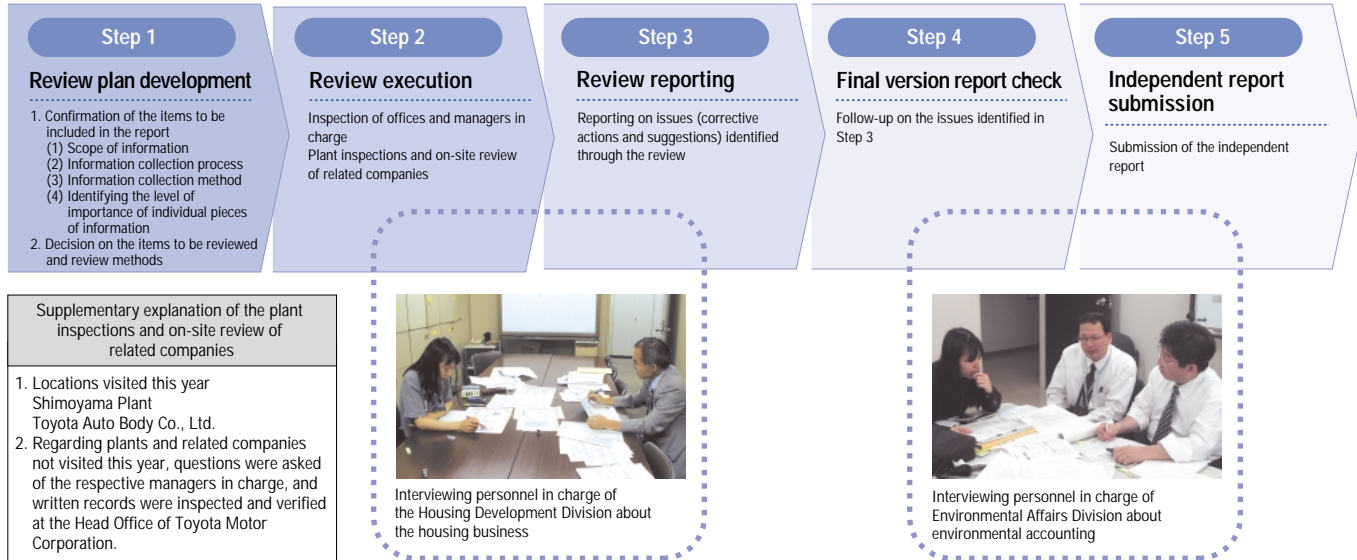 Step 1
Review plan development
1. Confirmation of the items to be
included in the report
(1) Scope of information
(2) Information collection process
(3) Information collection method
(4) Identifying the level of
importance of individual pieces
of information
2. Decision on the items to be reviewed
and review methods
Step 2
Review execution
Inspection of offices and managers in
charge
Plant inspections and on-site review
of related companies
Step 3
Review reporting
Reporting on issues (corrective
actions and suggestions) identified
through the review
Step 4
Final version report check
Follow-up on the issues identified in
Step 3
Step 5
Independent report
submission
Submission of the independent
report
Supplementary explanation of the plant
inspections and on-site review of
related companies
1. Locations visited this year
Shimoyama Plant
Toyota Auto Body Co., Ltd.
2. Regarding plants and related companies
not visited this year, questions were asked
of the respective managers in charge, and
written records were inspected and verified
at the Head Office of Toyota Motor
Corporation.
Interviewing personnel in charge of
the Housing Development Division about
the housing business
Interviewing personnel in charge of
Environmental Affairs Division about
environmental accounting